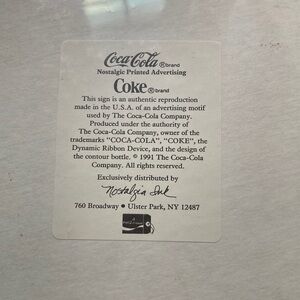 Coca-Cola ® brand
Nostalgic Printed Advertising
Coke ® brand
This sign is an authentic reproduction
made in the U.S.A. of an advertising motif
used by The Coca-Cola Company.
Produced under the authority of
The Coca-Cola Company, owner of the
trademarks "COCA-COLA", "COKE", the
Dynamic Ribbon Device, and the design of
the contour bottle. © 1991 The Coca-Cola
Company. All rights reserved.
Exclusively distributed by
Nostalgia Ink
760 Broadway • Ulster Park, NY 12487